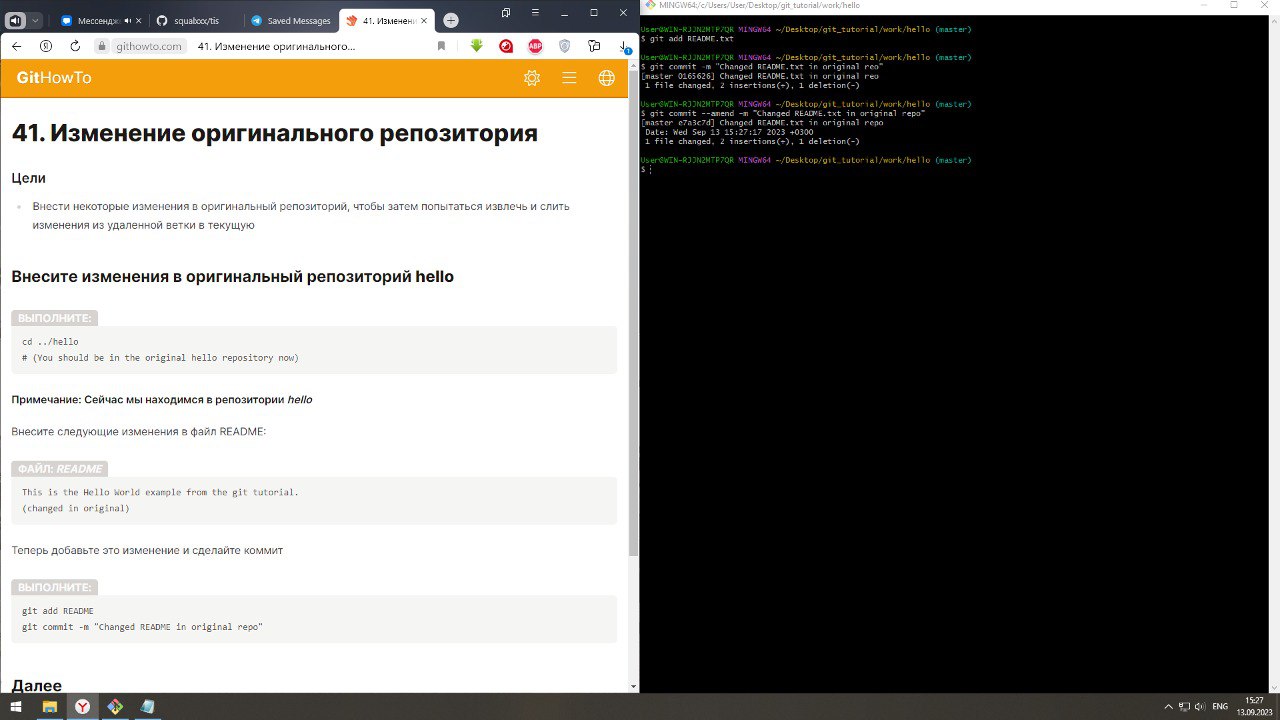 Мессендж
squalxxx/tis
Saved Messages
41. Изменени
githowto.com
41. Изменение оригинального...
ABP
1
GitHowTo
41. Изменение оригинального репозитория
Цели
Внести некоторые изменения в оригинальный репозиторий, чтобы затем попытаться извлечь и слить
изменения из удаленной ветки в текущую
Внесите изменения в оригинальный репозиторий hello
ВЫПОЛНИТЕ:
cd ../hello
# (You should be in the original hello repository now)
Примечание: Сейчас мы находимся в репозитории hello
Внесите следующие изменения в файл README:
ФАЙЛ: README
This is the Hello World example from the git tutorial.
(changed in original)
Теперь добавьте это изменение и сделайте коммит
ВЫПОЛНИТЕ:
git add README
git commit -m "Changed README in original repo"
Далее
MINGW64:/c/Users/User/Desktop/git_tutorial/work/hello
User@WIN-RJJN2MTP7QR MINGW64 ~/Desktop/git_tutorial/work/hello (master)
$ git add README.txt
User@WIN-RJJN2MTP7QR MINGW64 ~/Desktop/git_tutorial/work/hello (master)
$ git commit -m "Changed README.txt in original reo"
[master 0165626] Changed README.txt in original reo
1 file changed, 2 insertions(+), 1 deletion(-)
User@WIN-RJJN2MTP7QR MINGW64 ~/Desktop/git_tutorial/work/hello (master)
$ git commit --amend -m "Changed README.txt in original repo"
[master e7a3c7d] Changed README.txt in original repo
Date: Wed Sep 13 15:27:17 2023 +0300
1 file changed, 2 insertions(+), 1 deletion(-)
User@WIN-RJJN2MTP7QR MINGW64 ~/Desktop/git_tutorial/work/hello (master)
$
ENG
15:27
13.09.2023